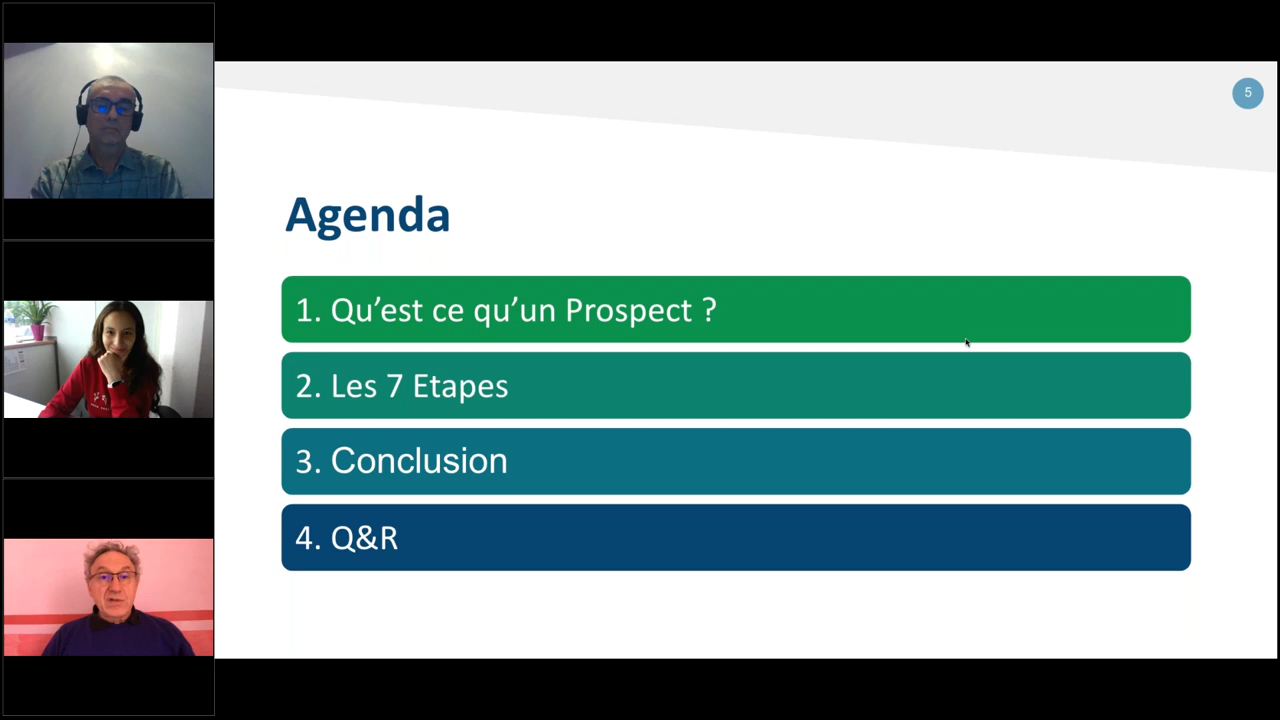 5
Agenda
1. Qu’est ce qu’un Prospect ?
2. Les 7 Etapes
3. Conclusion
4. Q&R